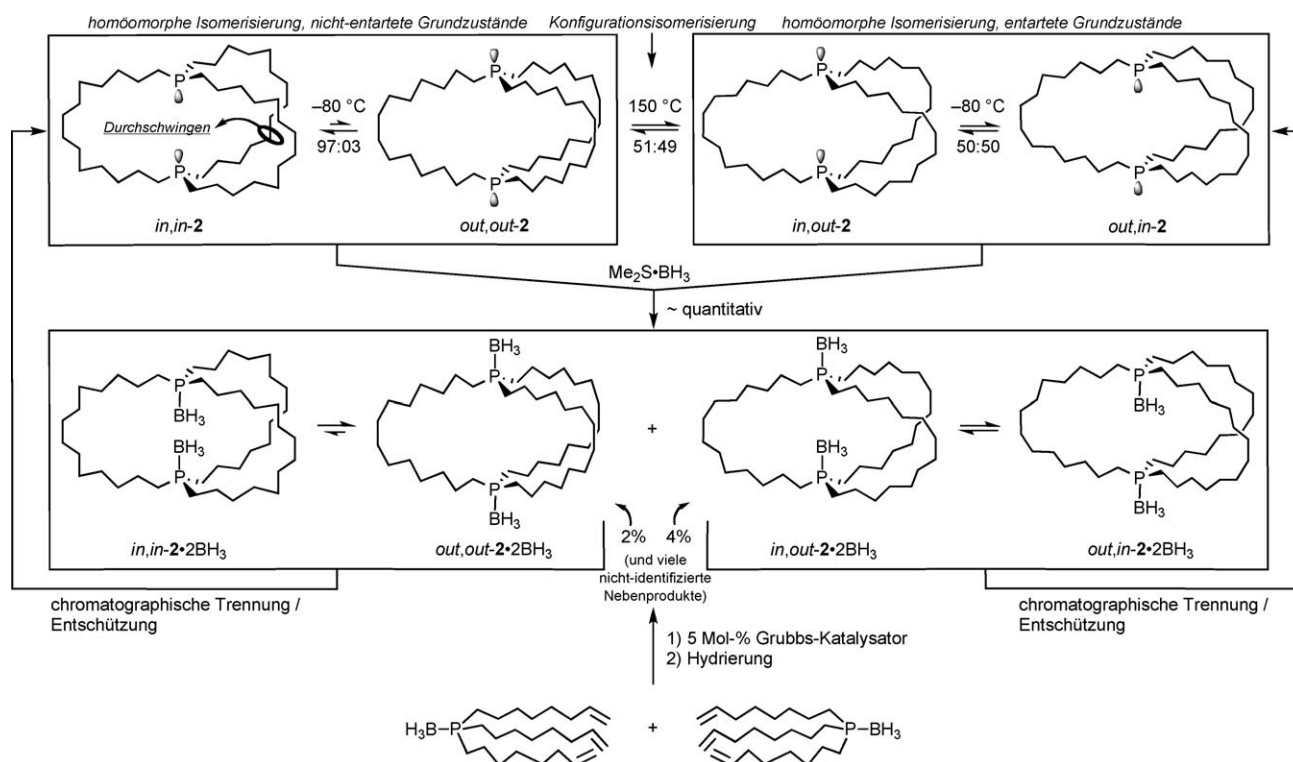 homöomorphe Isomerisierung, nicht-entartete Grundzustände
Konfigurationsisomerisierung
homöomorphe Isomerisierung, entartete Grundzustände
P
P
P
P
–80 °C
150 °C
–80 °C
Durchschwingen
97:03
51:49
50:50
P
P
P
P
in,in-2
out,out-2
in,out-2
out,in-2
Me₂S•BH₃
~ quantitativ
BH₃
BH₃
P
P
P
P
BH₃
BH₃
BH₃
+
BH₃
P
P
P
P
BH₃
BH₃
in,in-2•2BH₃
out,out-2•2BH₃
2%
4%
in,out-2•2BH₃
out,in-2•2BH₃
(und viele
nicht-identifizierte
Nebenprodukte)
chromatographische Trennung /
Entschützung
chromatographische Trennung /
Entschützung
1) 5 Mol-% Grubbs-Katalysator
2) Hydrierung
H₃B–P
+
P–BH₃